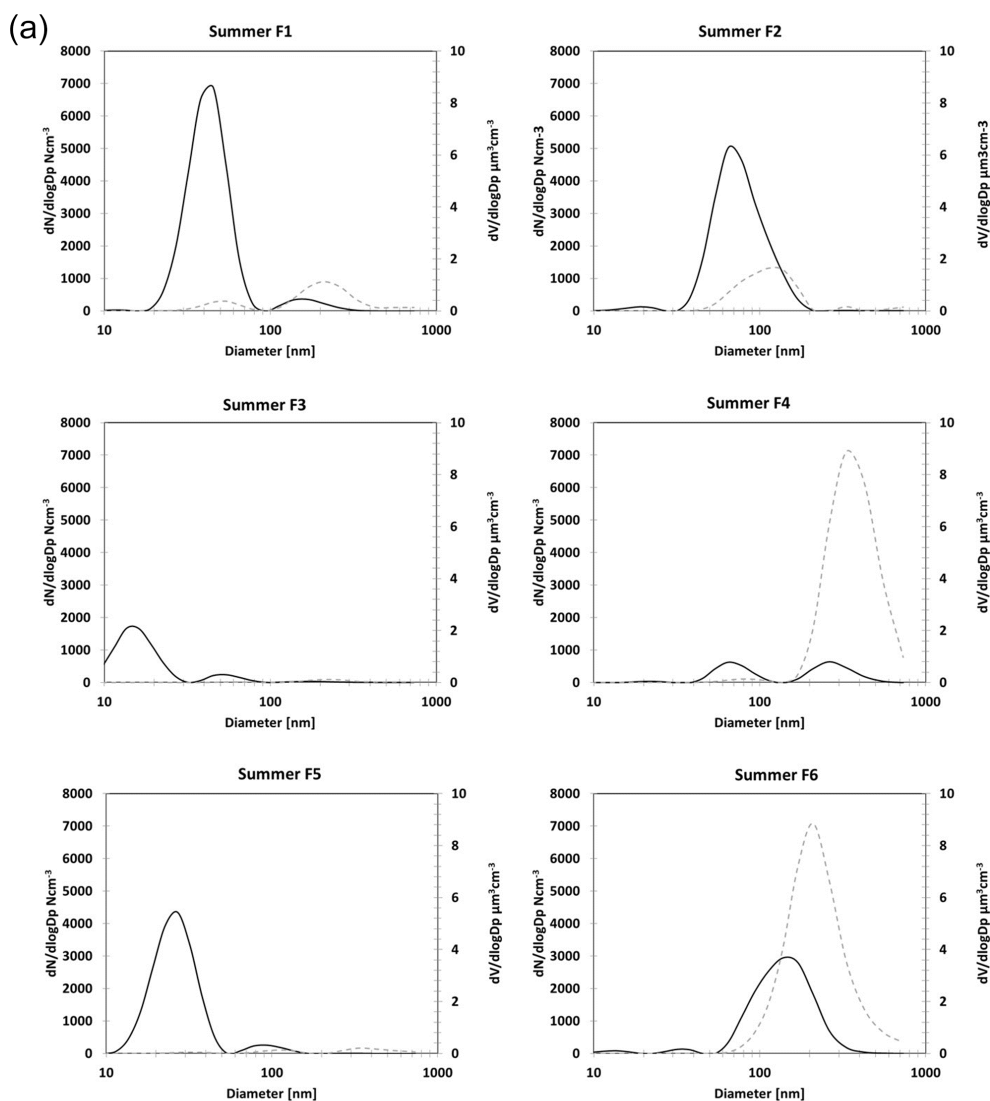 (a)
Summer F1
8000
7000
6000
5000
4000
3000
2000
1000
0
dN/dlogDp Ncm-3
10
8
6
4
2
0
dV/dlogDp µm³cm-3
10 100 1000
Diameter [nm]
Summer F2
8000
7000
6000
5000
4000
3000
2000
1000
0
dN/dlogDp Ncm-3
10
8
6
4
2
0
dV/dlogDp µm3cm-3
10 100 1000
Diameter [nm]
Summer F3
8000
7000
6000
5000
4000
3000
2000
1000
0
dN/dlogDp Ncm-3
10
8
6
4
2
0
dV/dlogDp µm³cm-3
10 100 1000
Diameter [nm]
Summer F4
8000
7000
6000
5000
4000
3000
2000
1000
0
dN/dlogDp Ncm-3
10
8
6
4
2
0
dV/dlogDp µm³cm-3
10 100 1000
Diameter [nm]
Summer F5
8000
7000
6000
5000
4000
3000
2000
1000
0
dN/dlogDp Ncm-3
10
8
6
4
2
0
dV/dlogDp µm³cm-3
10 100 1000
Diameter [nm]
Summer F6
8000
7000
6000
5000
4000
3000
2000
1000
0
dN/dlogDp Ncm-3
10
8
6
4
2
0
dV/dlogDp µm³cm-3
10 100 1000
Diameter [nm]